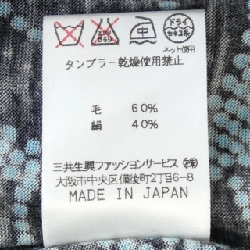 ドライ
ネット使用
タンブラー乾燥使用禁止
毛 60%
絹 40%
三共生興ファッションサービス(株)
大阪市中央区備後町2丁目6-8
MADE IN JAPAN